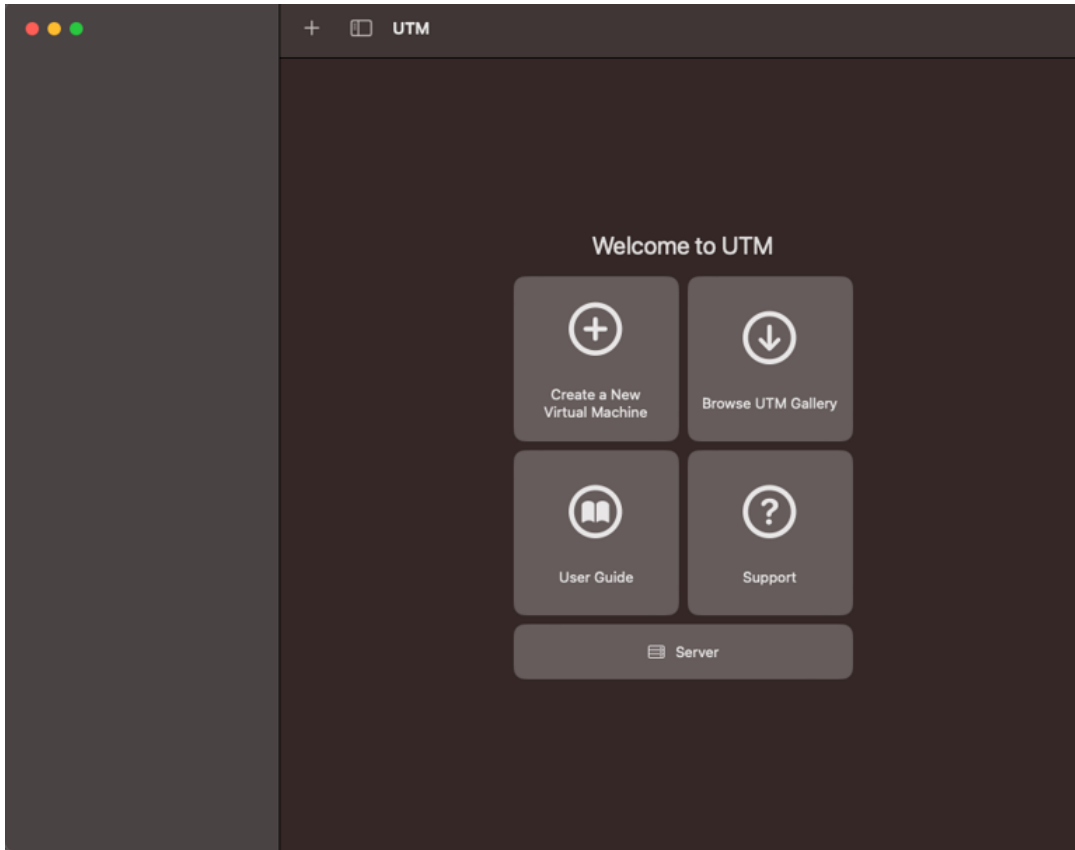 UTM
Welcome to UTM
Create a New
Virtual Machine
Browse UTM Gallery
User Guide
Support
Server